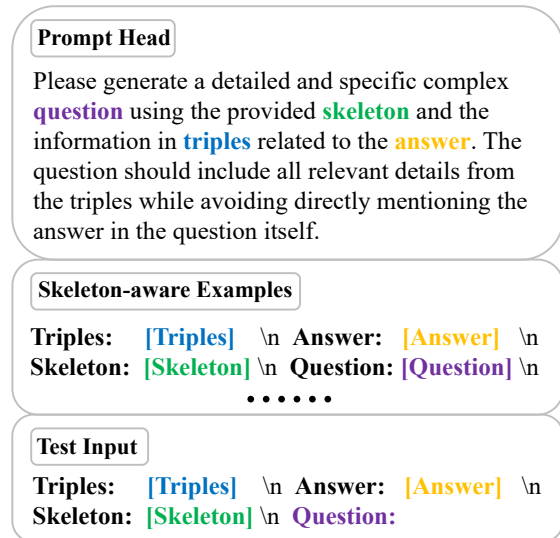 Prompt Head
Please generate a detailed and specific complex
question using the provided skeleton and the
information in triples related to the answer. The
question should include all relevant details from
the triples while avoiding directly mentioning the
answer in the question itself.
Skeleton-aware Examples
Triples: [Triples] \n Answer: [Answer] \n
Skeleton: [Skeleton] \n Question: [Question] \n
••••••
Test Input
Triples: [Triples] \n Answer: [Answer] \n
Skeleton: [Skeleton] \n Question: